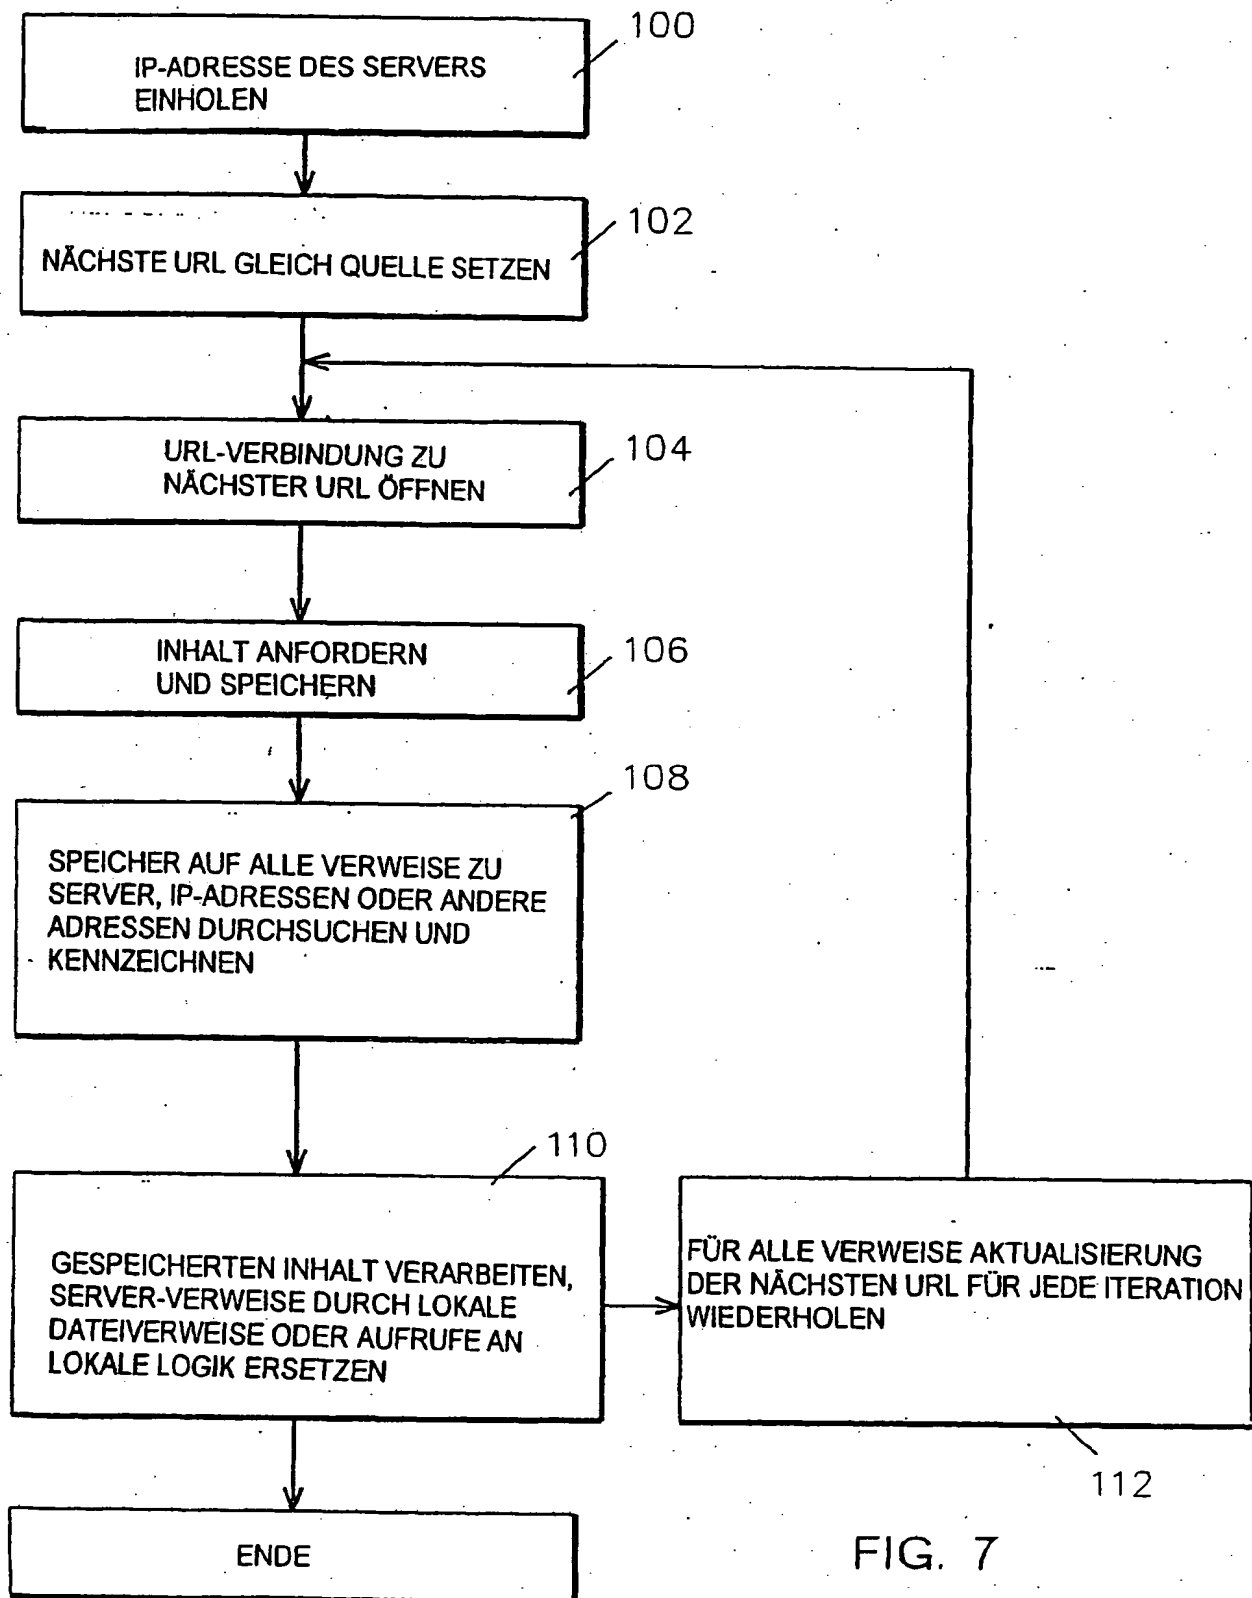 100
IP-ADRESSE DES SERVERS
EINHOLEN
102
NÄCHSTE URL GLEICH QUELLE SETZEN
104
URL-VERBINDUNG ZU
NÄCHSTER URL ÖFFNEN
106
INHALT ANFORDERN
UND SPEICHERN
108
SPEICHER AUF ALLE VERWEISE ZU
SERVER, IP-ADRESSEN ODER ANDERE
ADRESSEN DURCHSUCHEN UND
KENNZEICHNEN
110
GESPEICHERTEN INHALT VERARBEITEN,
SERVER-VERWEISE DURCH LOKALE
DATEIVERWEISE ODER AUFRUFE AN
LOKALE LOGIK ERSETZEN
FÜR ALLE VERWEISE AKTUALISIERUNG
DER NÄCHSTEN URL FÜR JEDE ITERATION
WIEDERHOLEN
112
ENDE
FIG. 7